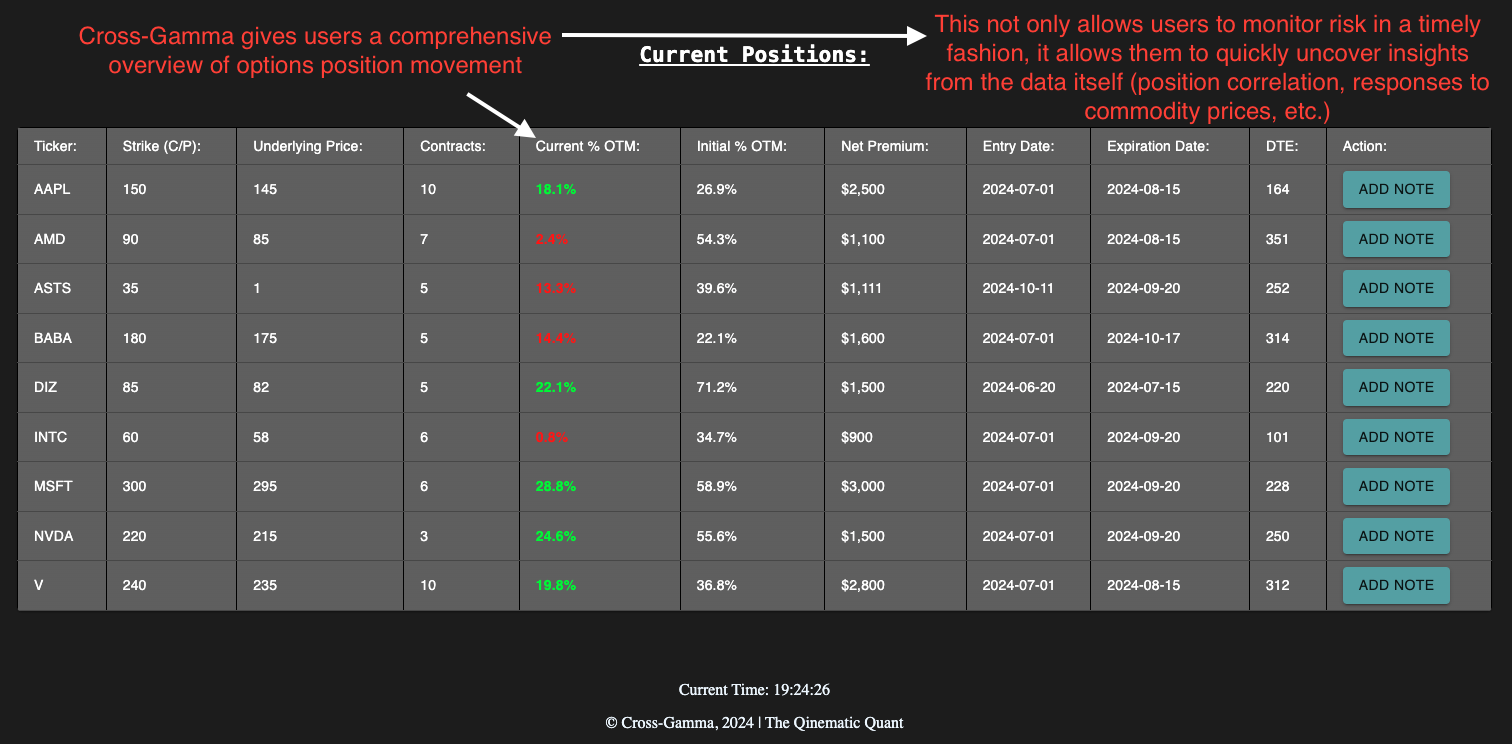 Cross-Gamma gives users a comprehensive
overview of options position movement
Current Positions:
This not only allows users to monitor risk in a timely
fashion, it allows them to quickly uncover insights
from the data itself (position correlation, responses to
commodity prices, etc.)
Ticker: Strike (C/P): Underlying Price: Contracts: Current % OTM: Initial % OTM: Net Premium: Entry Date: Expiration Date: DTE: Action:
AAPL 150 145 10 18.1% 26.9% $2,500 2024-07-01 2024-08-15 164 ADD NOTE
AMD 90 85 7 2.4% 54.3% $1,100 2024-07-01 2024-08-15 351 ADD NOTE
ASTS 35 1 5 13.3% 39.6% $1,111 2024-10-11 2024-09-20 252 ADD NOTE
BABA 180 175 5 14.4% 22.1% $1,600 2024-07-01 2024-10-17 314 ADD NOTE
DIZ 85 82 5 22.1% 71.2% $1,500 2024-06-20 2024-07-15 220 ADD NOTE
INTC 60 58 6 34.7% $900 2024-07-01 2024-09-20 101 ADD NOTE
MSFT 300 295 6 28.8% 58.9% $3,000 2024-07-01 2024-09-20 228 ADD NOTE
NVDA 220 215 3 24.6% 55.6% $1,500 2024-07-01 2024-09-20 250 ADD NOTE
V 240 235 10 19.8% 36.8% $2,800 2024-07-01 2024-08-15 312 ADD NOTE
Current Time: 19:24:26
© Cross-Gamma, 2024 | The Qinematic Quant